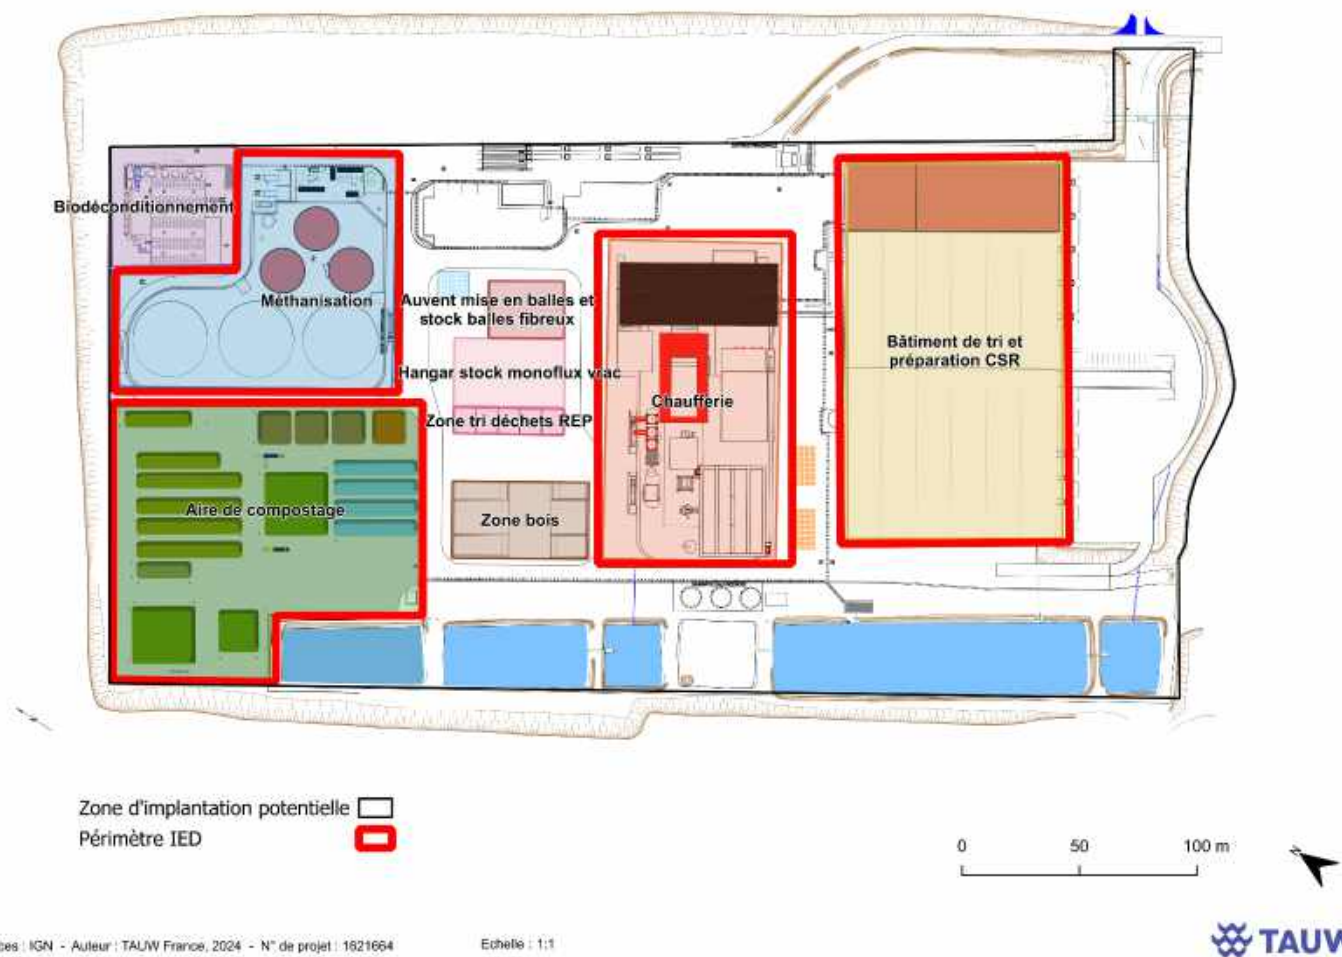 Biodéconditionnement
Méthanisation
Auvent mise en balles et
stock balles fibreux
Hangar stock monoflux vrac
Zone tri déchets REP
Chaufferie
Bâtiment de tri et
préparation CSR
Aire de compostage
Zone bois
Zone d'implantation potentielle
Périmètre IED
0 50 100 m
N
ces : IGN - Auteur : TAUW France, 2024 - N° de projet : 1621664
Echelle : 1:1
TAUW